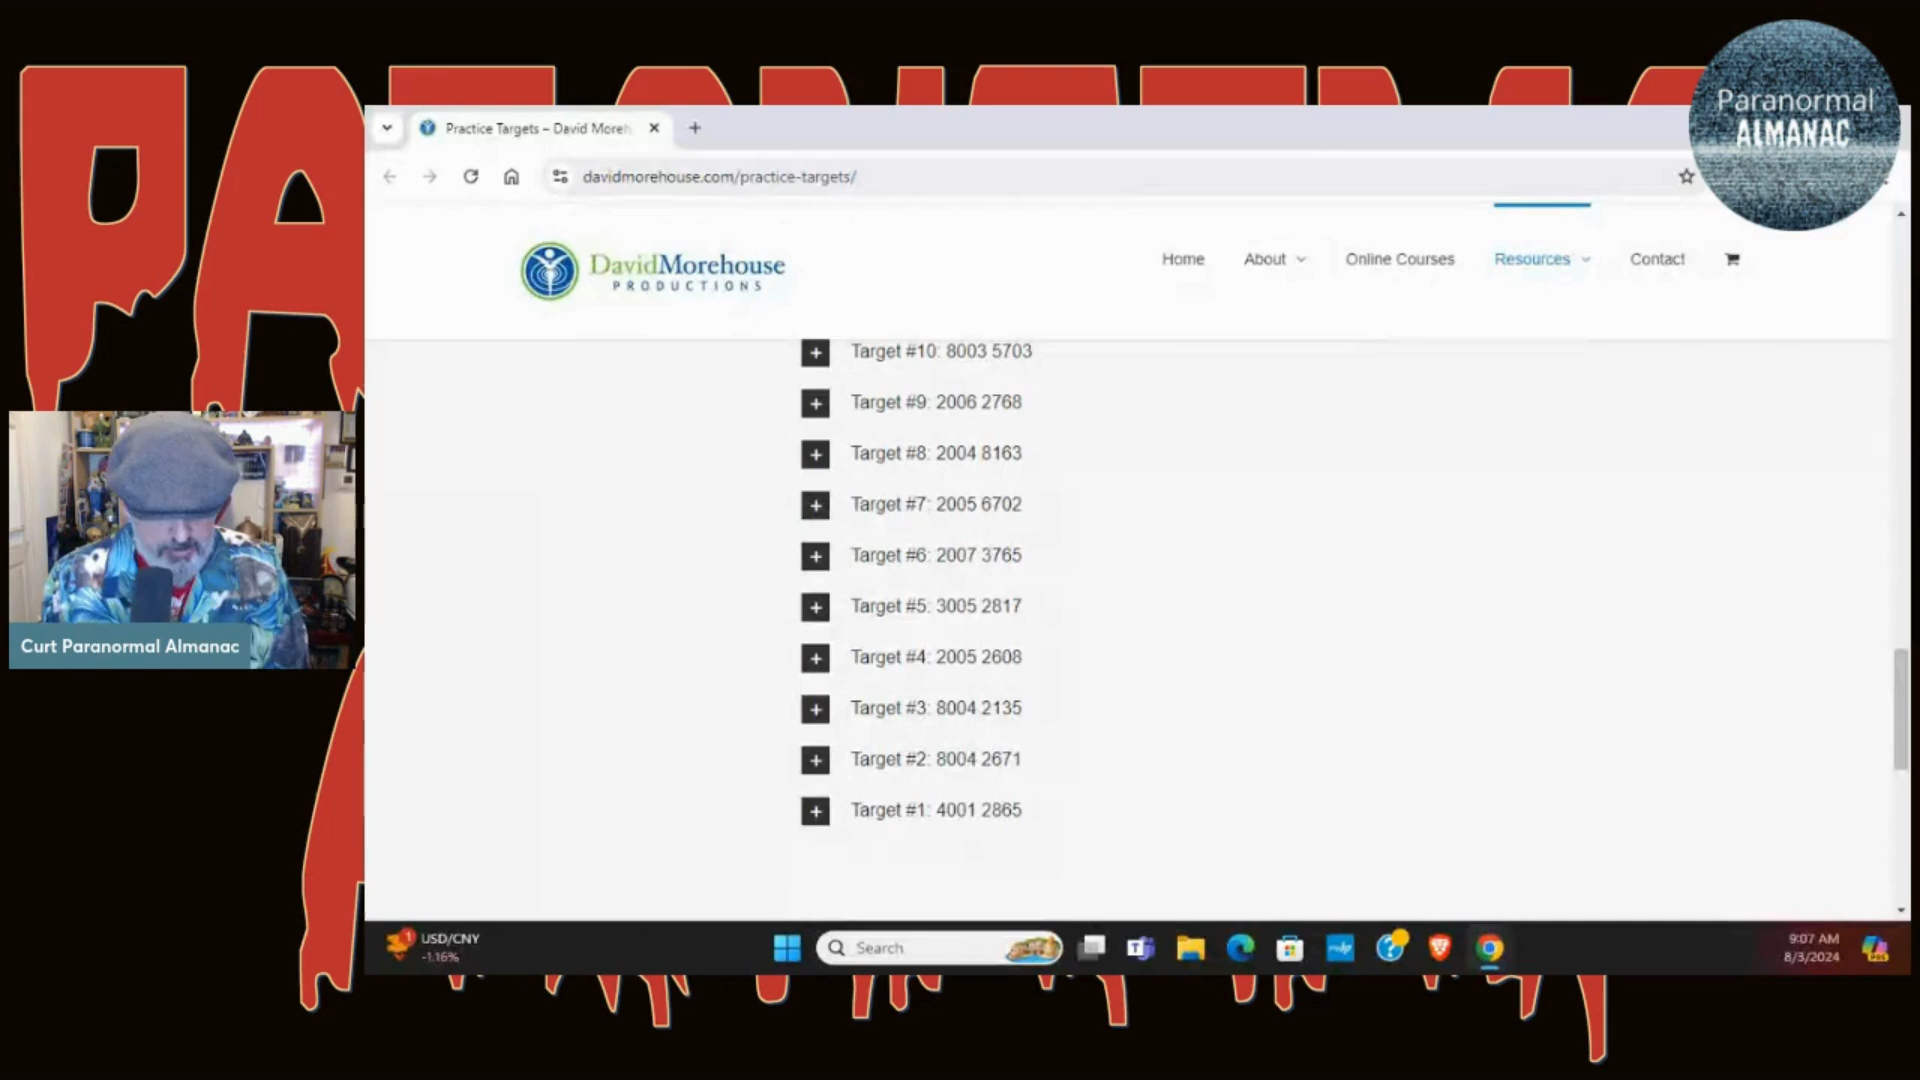 Paranormal
ALMANAC
Practice Targets – David Moreh
davidmorehouse.com/practice-targets/
DavidMorehouse
PRODUCTIONS
Home
About
Online Courses
Resources
Contact
Target #10: 8003 5703
Target #9: 2006 2768
Target #8: 2004 8163
Target #7: 2005 6702
Target #6: 2007 3765
Target #5: 3005 2817
Target #4: 2005 2608
Target #3: 8004 2135
Target #2: 8004 2671
Target #1: 4001 2865
Curt Paranormal Almanac
1
USD/CNY
-1.16%
Search
9:07 AM
8/3/2024